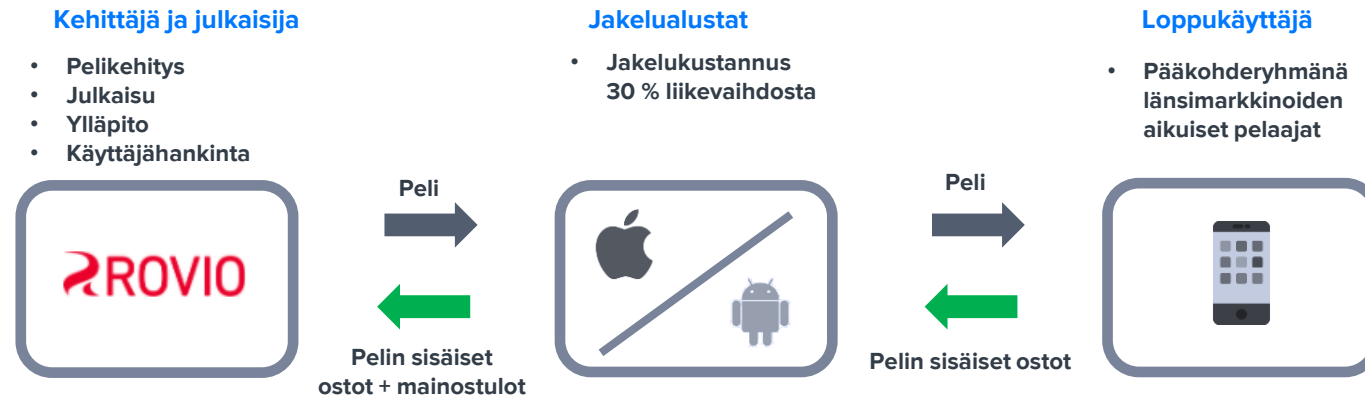 Kehittäjä ja julkaisija
• Pelikehitys
• Julkaisu
• Ylläpito
• Käyttäjähankinta
ROVIO
Peli
Pelin sisäiset
ostot + mainostulot
Jakelualustat
• Jakelukustannus
30 % liikevaihdosta
Peli
Pelin sisäiset ostot
Loppukäyttäjä
• Pääkohderyhmänä
länsimarkkinoiden
aikuiset pelaajat